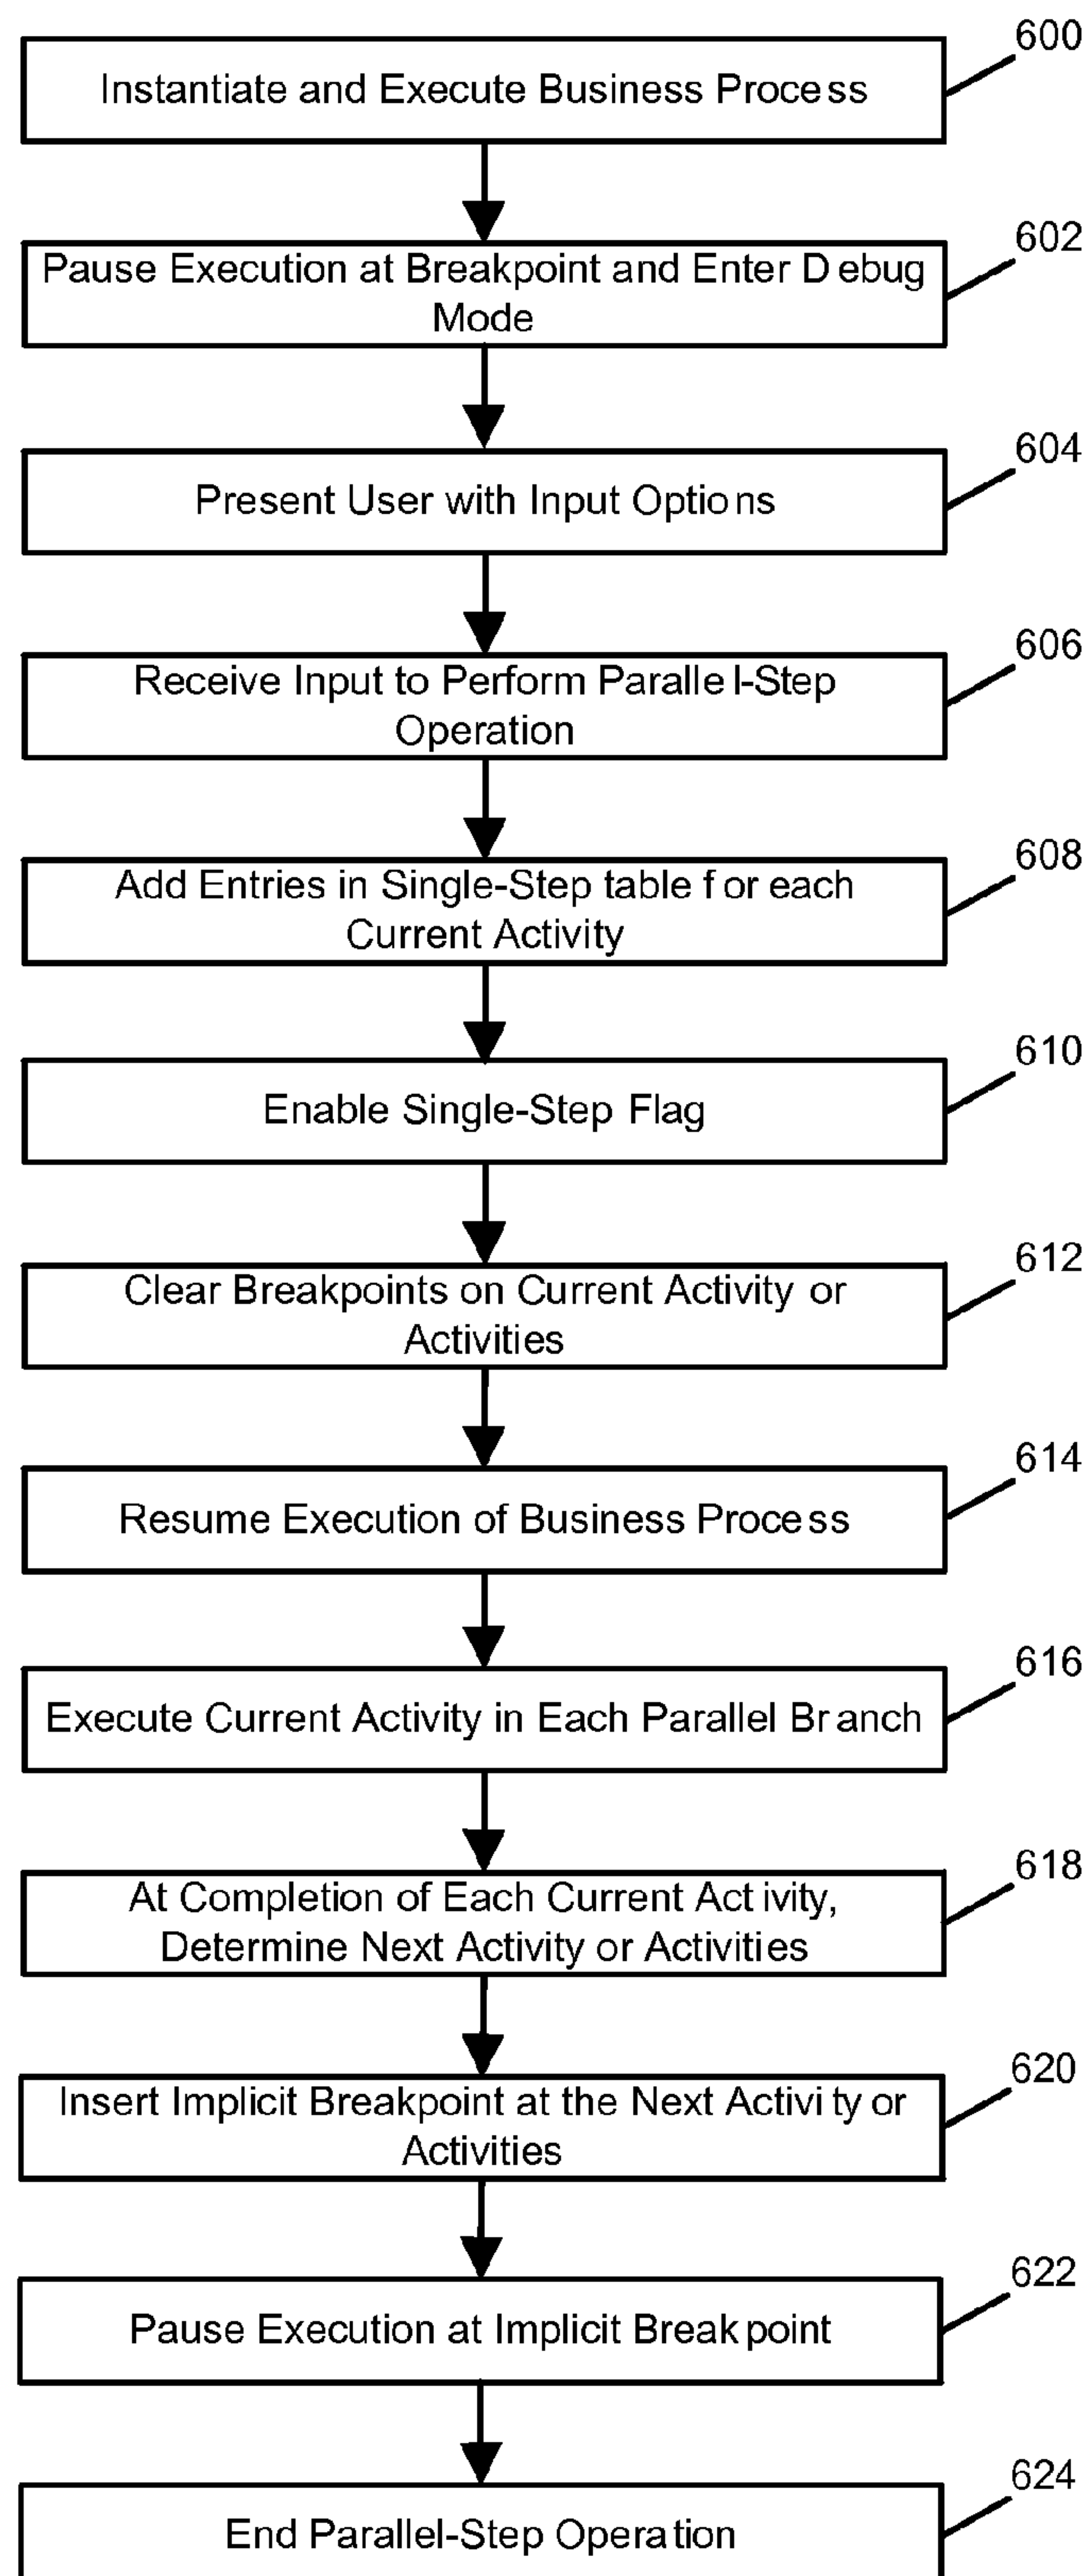 600
Instantiate and Execute Business Process
602
Pause Execution at Breakpoint and Enter Debug
Mode
604
Present User with Input Options
606
Receive Input to Perform Parallel-Step
Operation
608
Add Entries in Single-Step table for each
Current Activity
610
Enable Single-Step Flag
612
Clear Breakpoints on Current Activity or
Activities
614
Resume Execution of Business Process
616
Execute Current Activity in Each Parallel Branch
618
At Completion of Each Current Activity,
Determine Next Activity or Activities
620
Insert Implicit Breakpoint at the Next Activity or
Activities
622
Pause Execution at Implicit Breakpoint
624
End Parallel-Step Operation